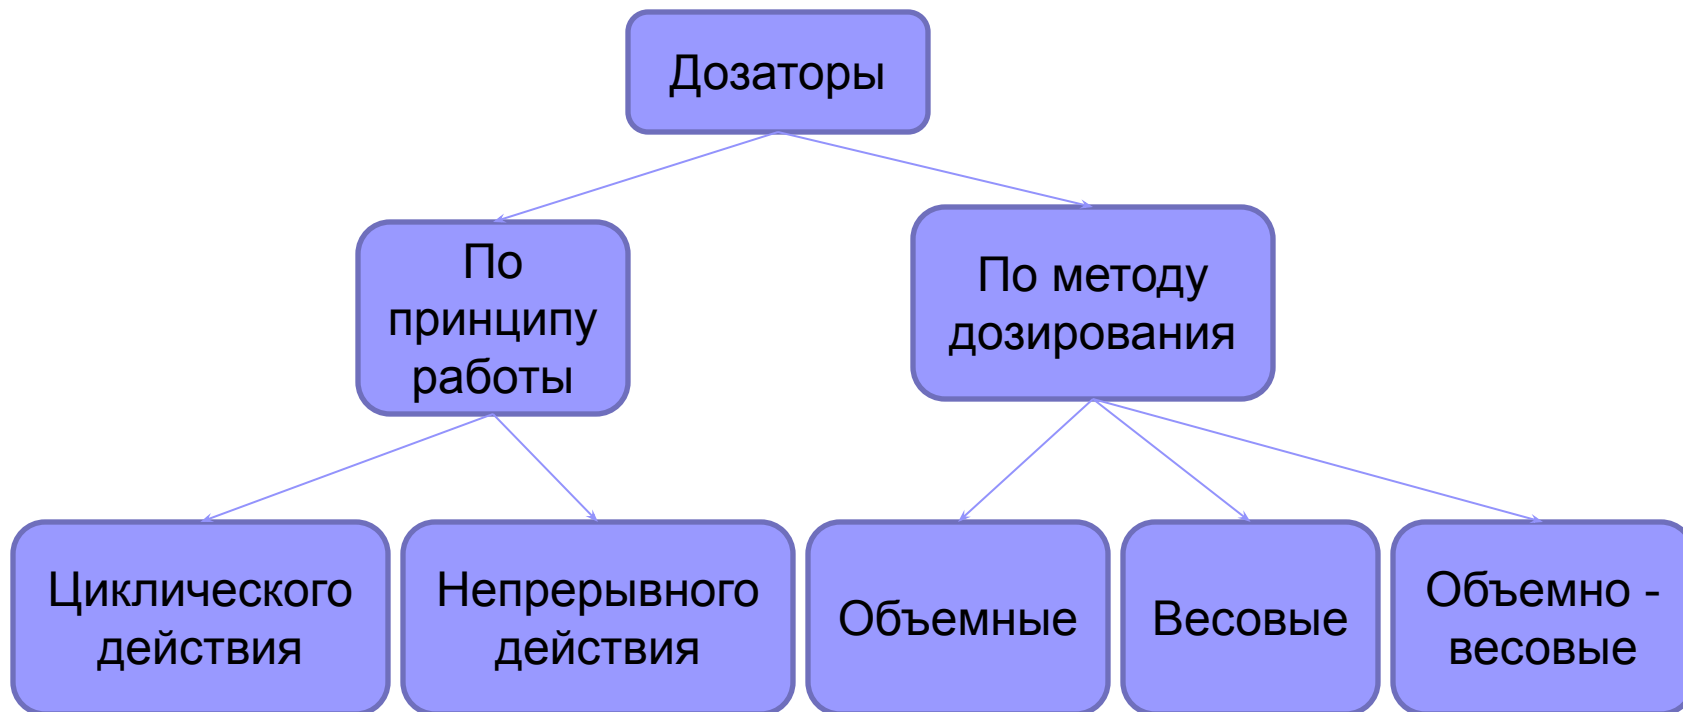 Дозаторы
По
принципу
работы
По методу
дозирования
Циклического
действия
Непрерывного
действия
Объемные
Весовые
Объемно -
весовые